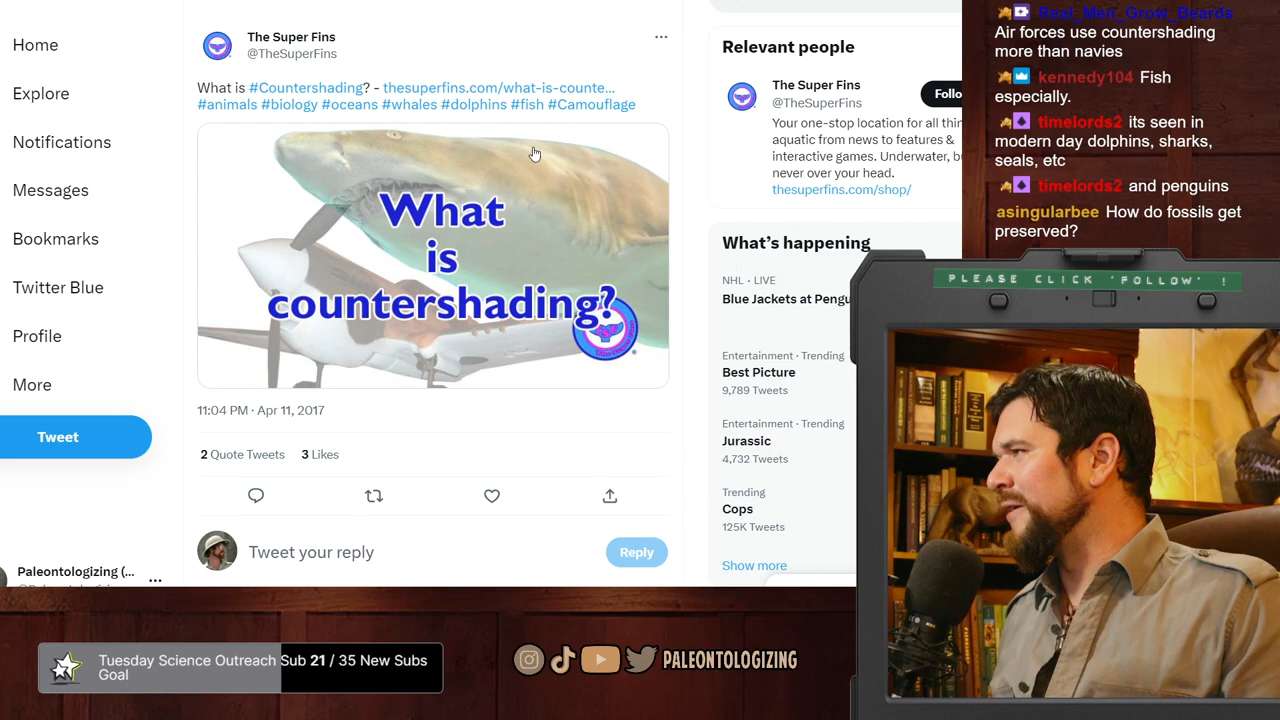 Home
Explore
Notifications
Messages
Bookmarks
Twitter Blue
Profile
More
Tweet
Paleontologizing (...
The Super Fins
@TheSuperFins
What is #Countershading? - thesuperfins.com/what-is-counte...
#animals #biology #oceans #whales #dolphins #fish #Camouflage
What
is
countershading?
11:04 PM · Apr 11, 2017
2 Quote Tweets 3 Likes
Tweet your reply
Reply
Relevant people
The Super Fins
@TheSuperFins
Follo
Your one-stop location for all thin
aquatic from news to features &
interactive games. Underwater, b
never over your head.
thesuperfins.com/shop/
What's happening
NHL · LIVE
Blue Jackets at Pengu
Entertainment · Trending
Best Picture
9,789 Tweets
Entertainment · Trending
Jurassic
4,732 Tweets
Trending
Cops
125K Tweets
Show more
Real_Men_Grow_Beards
Air forces use countershading
more than navies
kennedy104 Fish
especially.
timelords2 its seen in
modern day dolphins, sharks,
seals, etc
timelords2 and penguins
asingularbee How do fossils get
preserved?
PLEASE CLICK "FOLLOW" !
Tuesday Science Outreach Sub 21 / 35 New Subs
Goal
PALEONTOLOGIZING